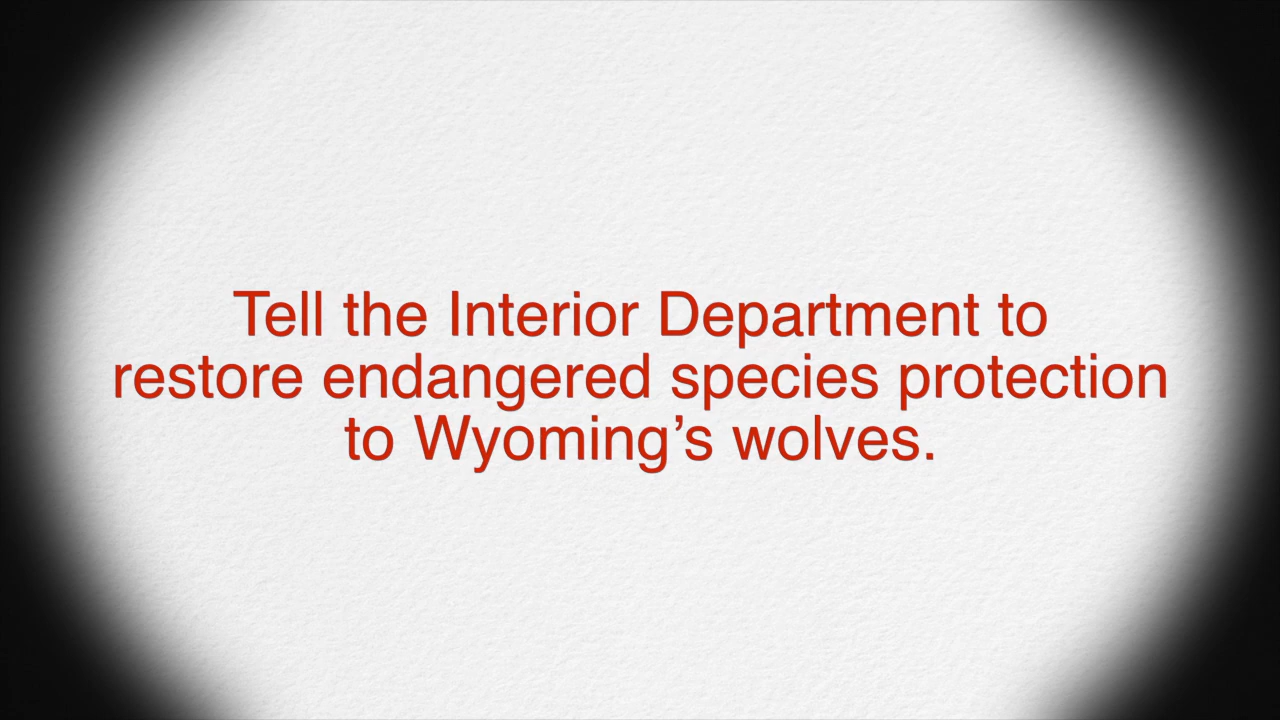 Tell the Interior Department to
restore endangered species protection
to Wyoming’s wolves.